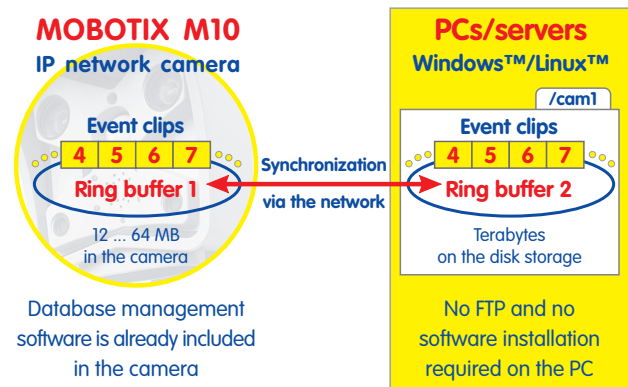 MOBOTIX M10
IP network camera
Event clips
4 5 6 7
Ring buffer 1
12 ... 64 MB
in the camera
Database management
software is already included
in the camera
Synchronization
via the network
PCs/servers
Windows™/Linux™
/cam1
Event clips
4 5 6 7
Ring buffer 2
Terabytes
on the disk storage
No FTP and no
software installation
required on the PC